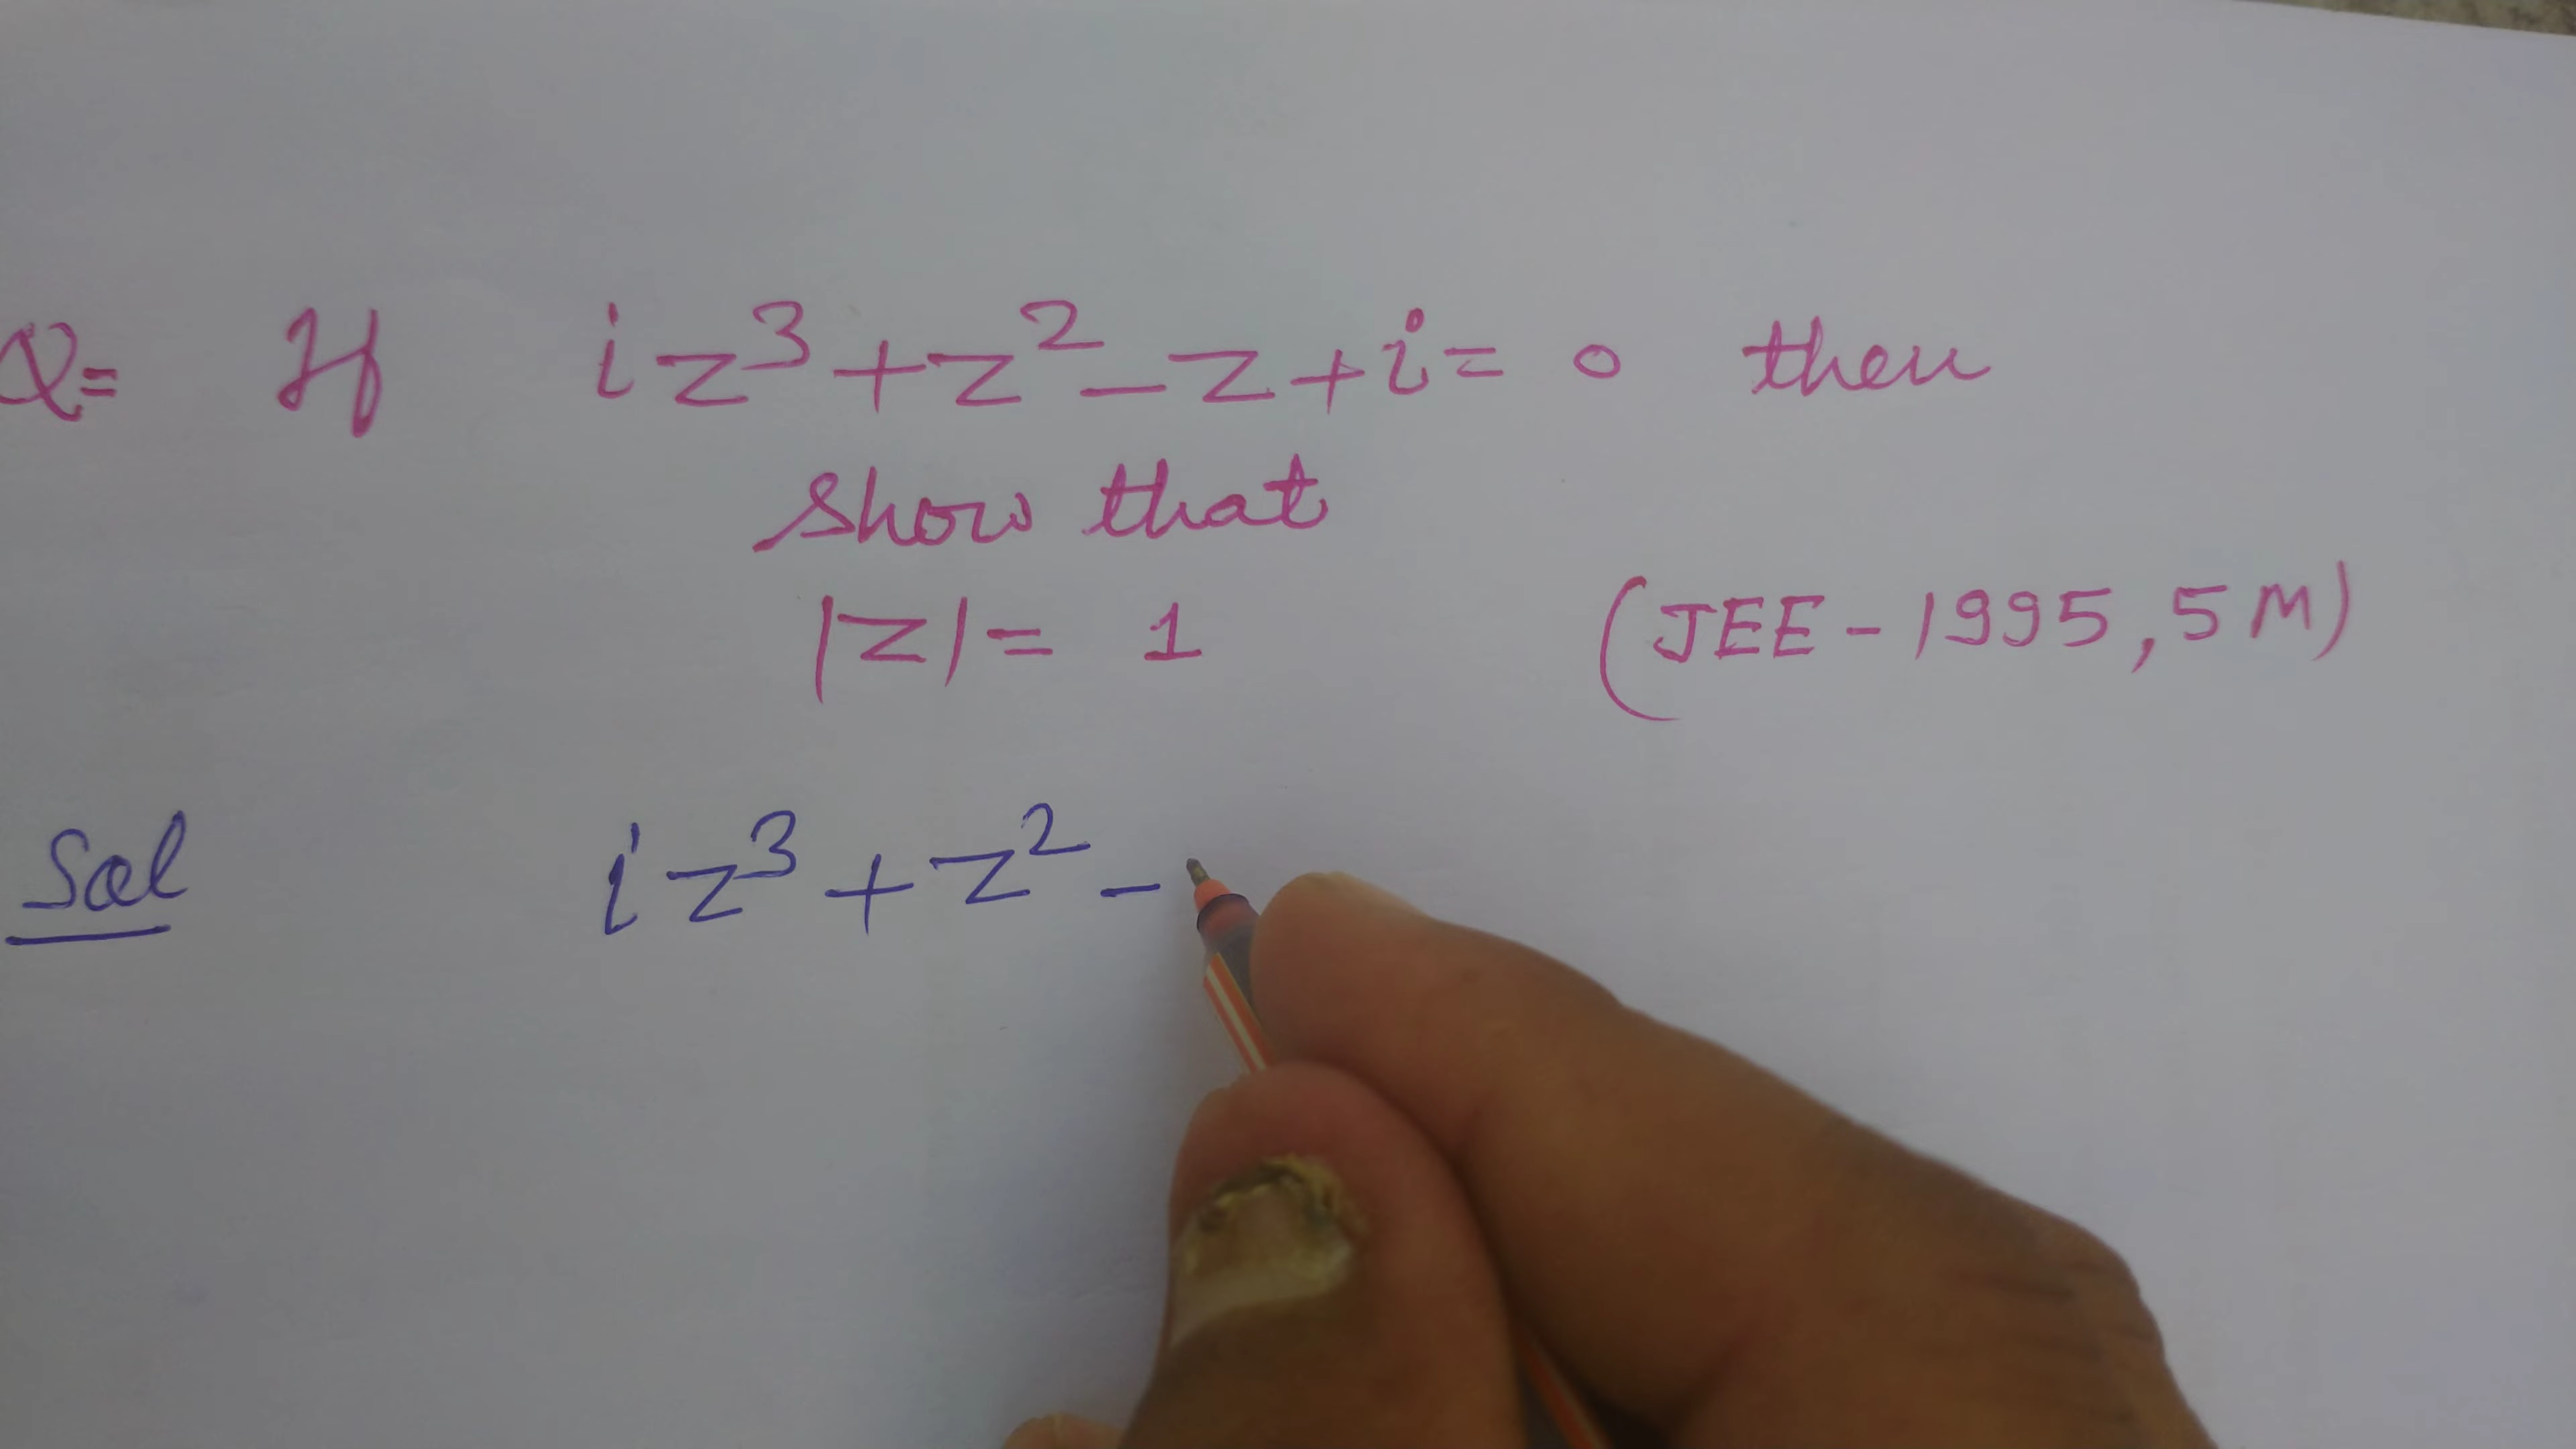 Q= If iz³+z²-z+i= 0 then
show that
|z|= 1
(JEE-1995,5M)
Sol iz³+z²-